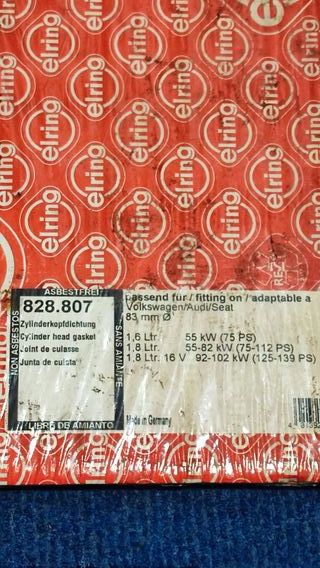 elring
ASBESTFREI
NON ASBESTOS
SANS AMIANTE
LIBRE DE AMIANTO
828.807
Zylinderkopfdichtung
Cylinder head gasket
Joint de culasse
Junta de culata
passend für / fitting on / adaptable a
Volkswagen/Audi/Seat
83 mm Ø
1,6 Ltr. 55 kW (75 PS)
1.8 Ltr. 55-82 kW (75-112 PS)
1.8 Ltr. 16 V 92-102 kW (125-139 PS)
Made in Germany